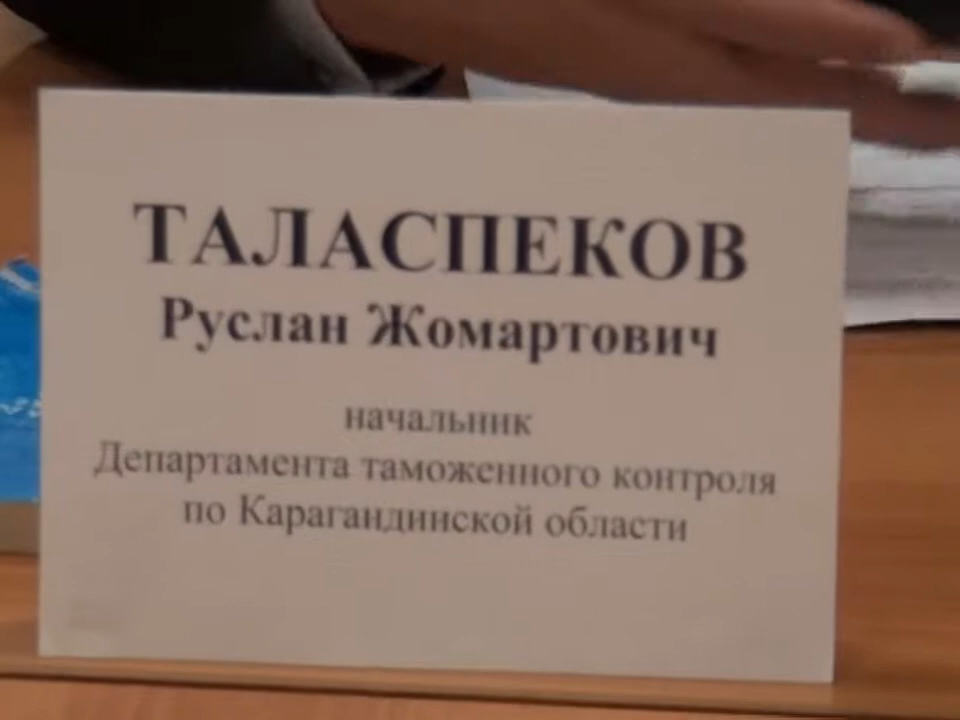 ТАЛАСПЕКОВ
Руслан Жомартович
начальник
Департамента таможенного контроля
по Карагандинской области